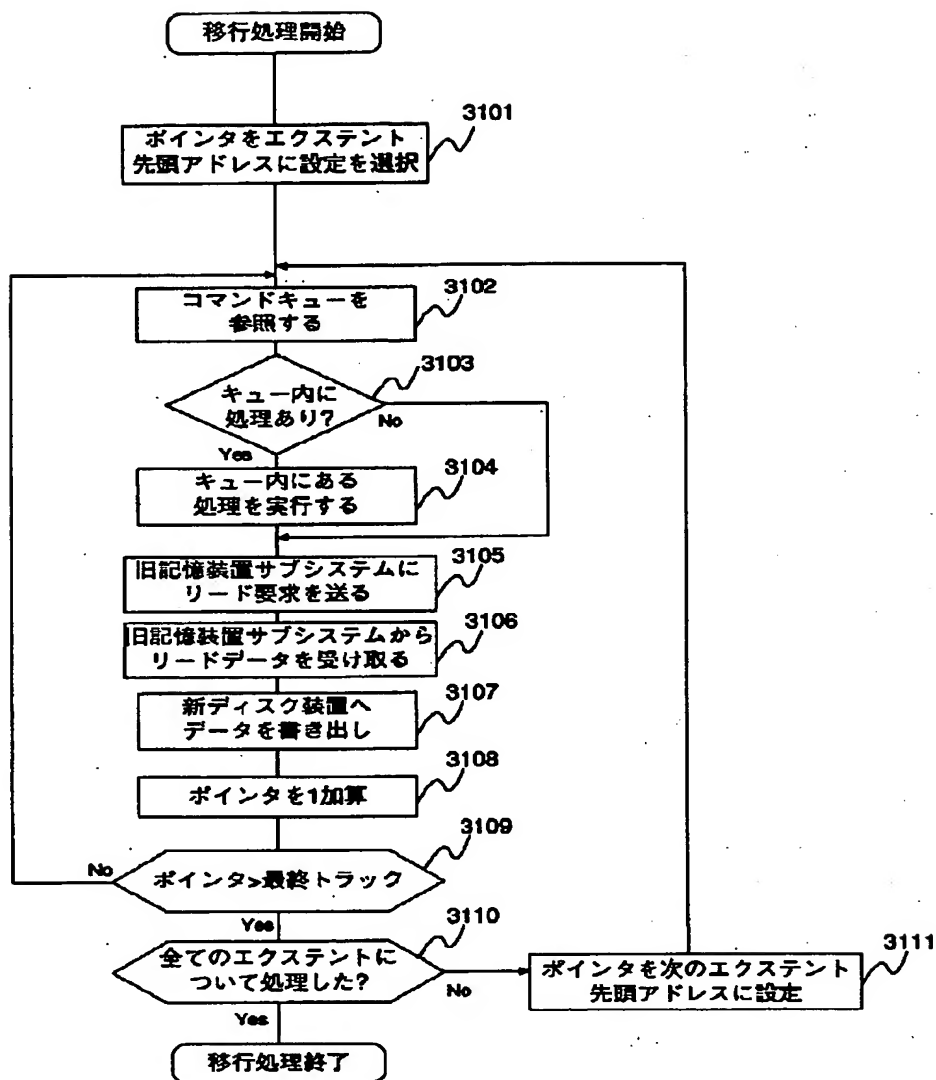 移行処理開始
3101
ポインタをエクステント
先頭アドレスに設定を選択
3102
コマンドキューを
参照する
3103
キュー内に
処理あり?
No
Yes
3104
キュー内にある
処理を実行する
3105
旧記憶装置サブシステムに
リード要求を送る
3106
旧記憶装置サブシステムから
リードデータを受け取る
3107
新ディスク装置へ
データを書き出し
3108
ポインタを1加算
3109
No
ポインタ>最終トラック
Yes
3110
全てのエクステントに
ついて処理した?
No
3111
ポインタを次のエクステント
先頭アドレスに設定
Yes
移行処理終了